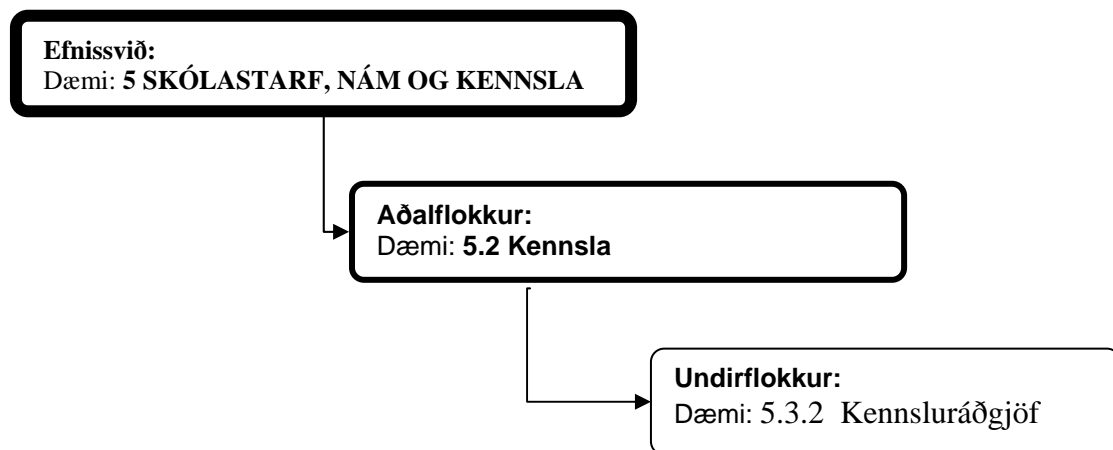 Efnissvið:
Dæmi: 5 SKÓLASTARF, NÁM OG KENNSLA
Aðalflokkur:
Dæmi: 5.2 Kennsla
Undirflokkur:
Dæmi: 5.3.2 Kennsluráðgjöf